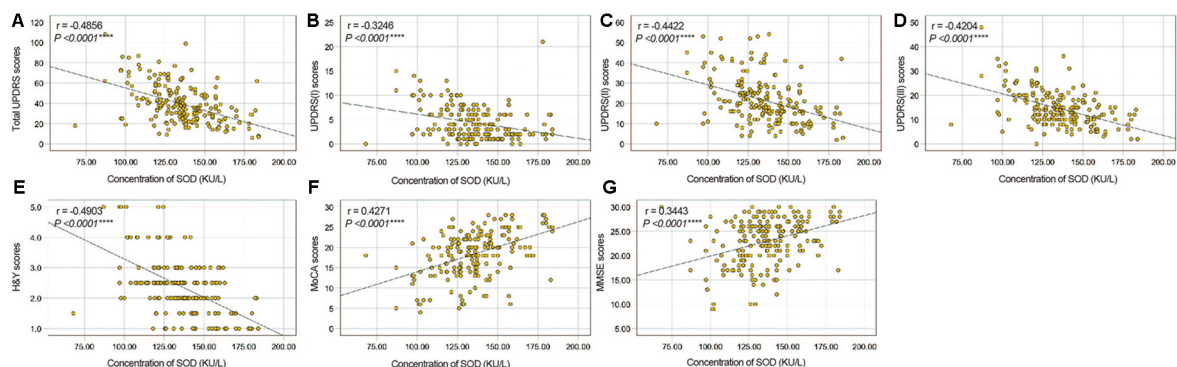 A
r = -0.4856
P <0.0001****
Total UPDRS scores
120
100
80
60
40
20
0
75.00 100.00 125.00 150.00 175.00 200.00
Concentration of SOD (KU/L)
B
r = -0.3246
P <0.0001****
UPDRS(I) scores
25
20
15
10
5
0
75.00 100.00 125.00 150.00 175.00 200.00
Concentration of SOD (KU/L)
C
r = -0.4422
P <0.0001****
UPDRS(II) scores
60
50
40
30
20
10
0
75.00 100.00 125.00 150.00 175.00 200.00
Concentration of SOD (KU/L)
D
r = -0.4204
P <0.0001****
UPDRS(III) scores
50
40
30
20
10
0
75.00 100.00 125.00 150.00 175.00 200.00
Concentration of SOD (KU/L)
E
r = -0.4903
P <0.0001****
H&Y scores
5.0
4.0
3.0
2.0
1.0
75.00 100.00 125.00 150.00 175.00 200.00
Concentration of SOD (KU/L)
F
r = 0.4271
P <0.0001****
MoCA scores
30
25
20
15
10
5
0
75.00 100.00 125.00 150.00 175.00 200.00
Concentration of SOD (KU/L)
G
r = 0.3443
P <0.0001****
MMSE scores
30.00
25.00
20.00
15.00
10.00
5.00
75.00 100.00 125.00 150.00 175.00 200.00
Concentration of SOD (KU/L)